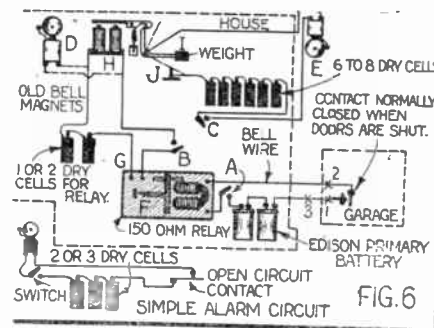 HOUSE
D
WEIGHT
E
H
J
6 TO 8 DRY CELLS
OLD BELL
MAGNETS
C
CONTACT NORMALLY
CLOSED WHEN
DOORS ARE SHUT.
BELL
WIRE
B
G
A
1 OR 2 DRY
CELLS FOR
RELAY.
F
2
3
GARAGE
150 OHM RELAY
EDISON PRIMARY
BATTERY
2 OR 3 DRY CELLS
OPEN CIRCUIT
CONTACT
SWITCH
SIMPLE ALARM CIRCUIT
FIG.6